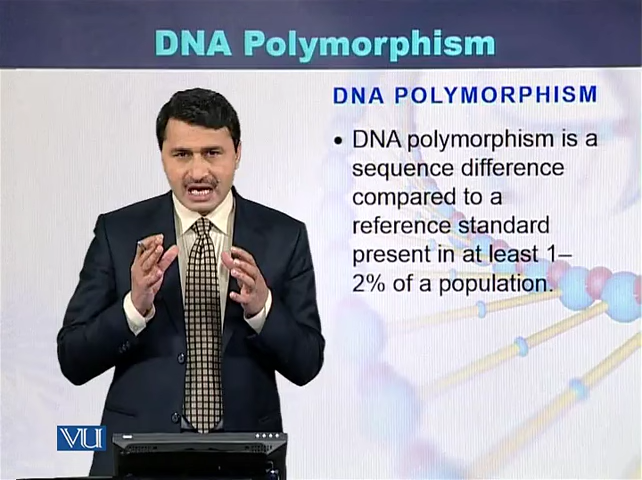 DNA Polymorphism
DNA POLYMORPHISM
• DNA polymorphism is a
sequence difference
compared to a
reference standard
present in at least 1–
2% of a population.
VU